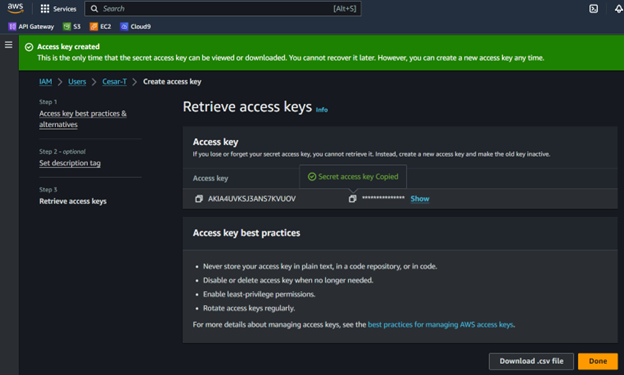 aws
Services
Search
[Alt+S]
API Gateway
S3
EC2
Cloud9
Access key created
This is the only time that the secret access key can be viewed or downloaded. You cannot recover it later. However, you can create a new access key any time.
IAM > Users > Cesar-T > Create access key
Step 1
Access key best practices &
alternatives
Step 2 - optional
Set description tag
Step 3
Retrieve access keys
Retrieve access keys Info
Access key
If you lose or forget your secret access key, you cannot retrieve it. Instead, create a new access key and make the old key inactive.
Access key
Secret access key Copied
AKIA4UVKSJ3ANS7KVUOV
*************** Show
Access key best practices
• Never store your access key in plain text, in a code repository, or in code.
• Disable or delete access key when no longer needed.
• Enable least-privilege permissions.
• Rotate access keys regularly.
For more details about managing access keys, see the best practices for managing AWS access keys.
Download .csv file
Done